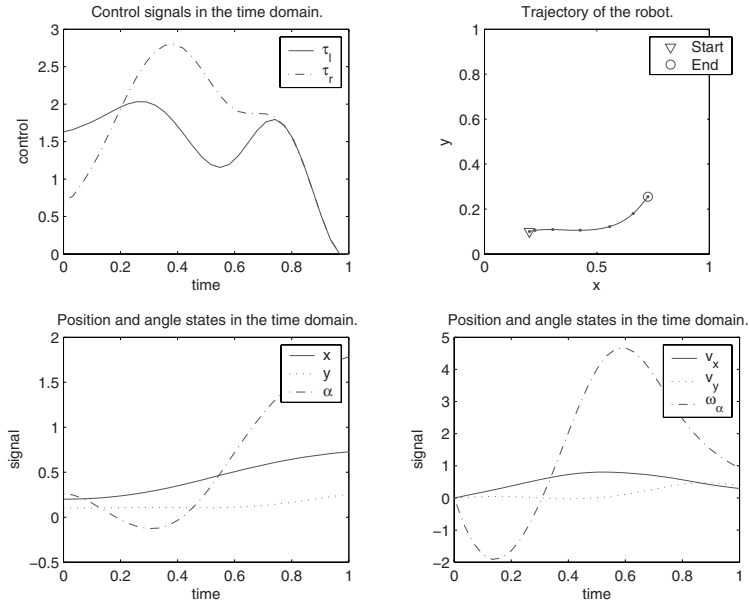 Control signals in the time domain.
3
2.5
2
1.5
1
0.5
0
control
0 0.2 0.4 0.6 0.8 1
time
τl
τr
Trajectory of the robot.
1
0.8
0.6
0.4
0.2
0
y
0 0.5 1
x
Start
End
Position and angle states in the time domain.
2
1.5
1
0.5
0
−0.5
signal
0 0.2 0.4 0.6 0.8 1
time
x
y
α
Position and angle states in the time domain.
5
4
3
2
1
0
−1
−2
signal
0 0.2 0.4 0.6 0.8 1
time
vx
vy
ωα